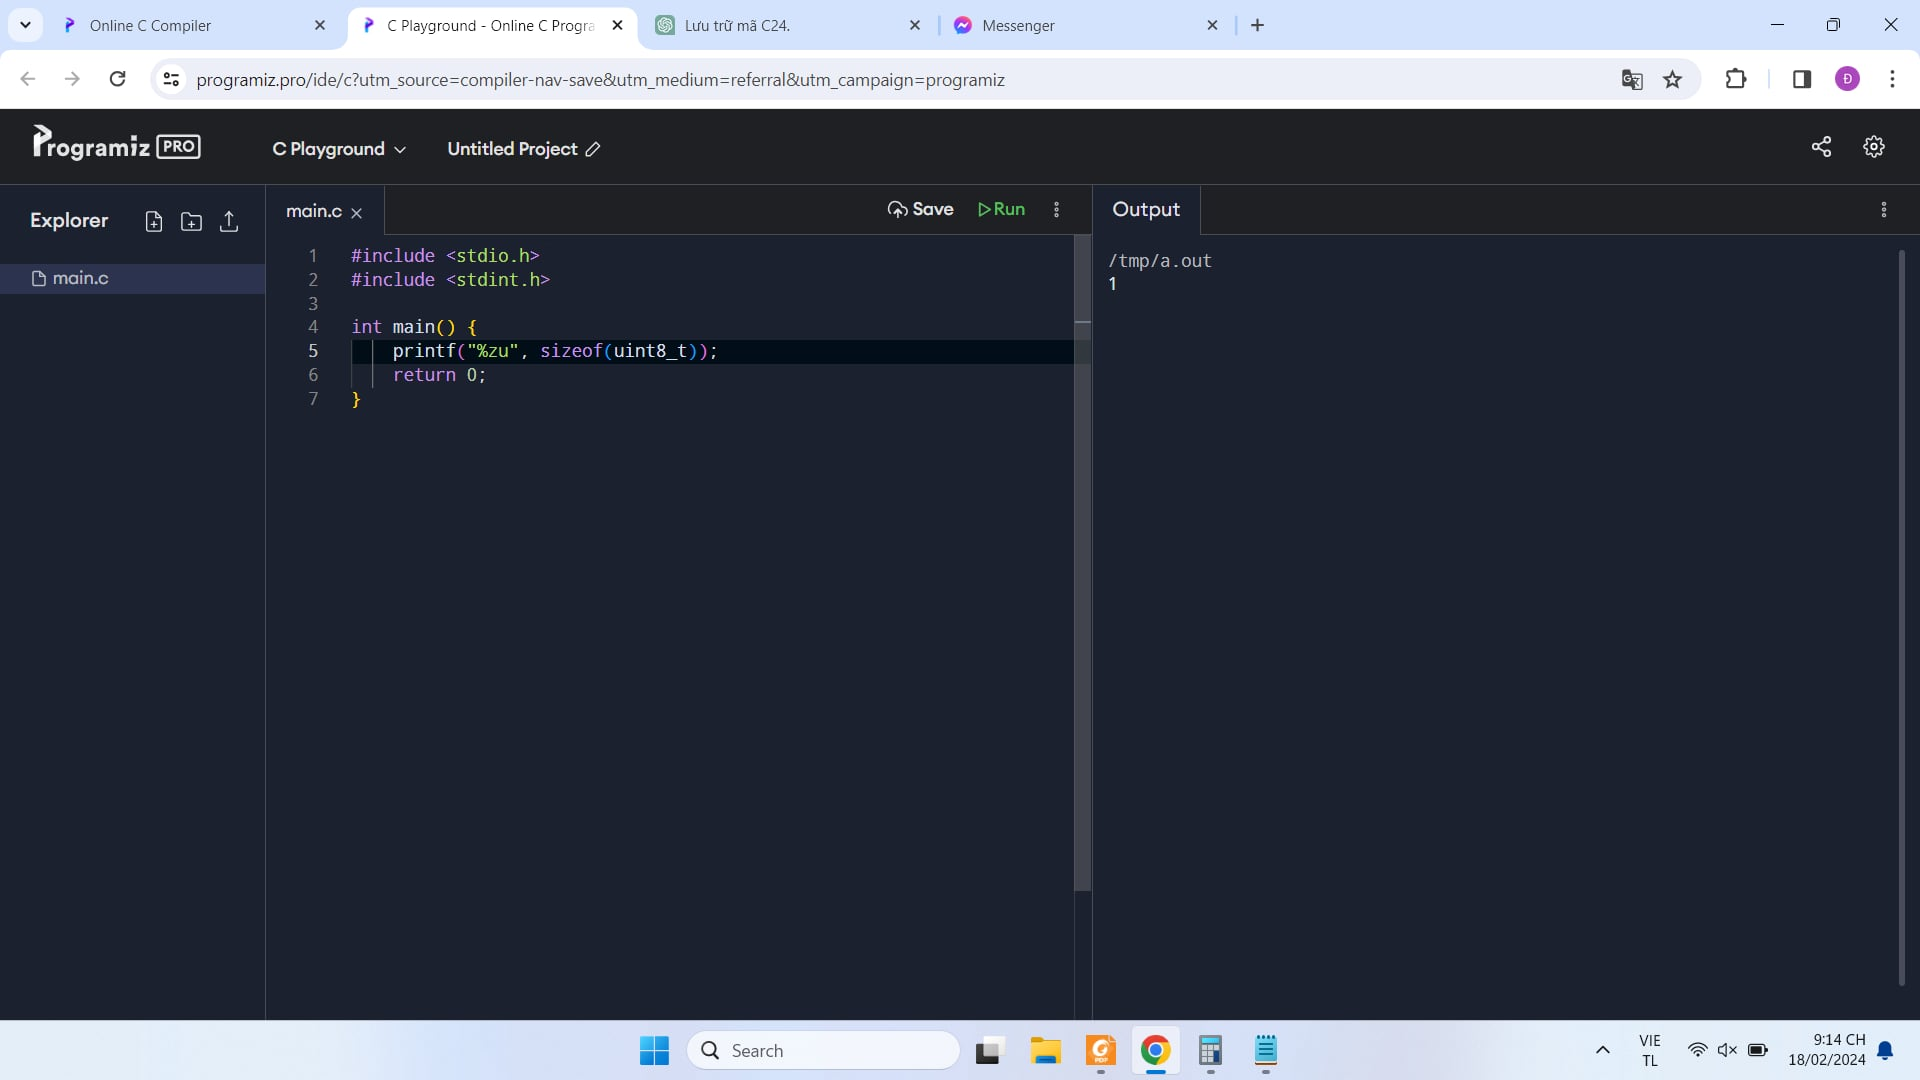 Online C Compiler
C Playground - Online C Progra
Lưu trữ mã C24.
Messenger
programiz.pro/ide/c?utm_source=compiler-nav-save&utm_medium=referral&utm_campaign=programiz
Đ
Programiz PRO
C Playground
Untitled Project
Explorer
main.c
main.c
Save
Run
1 #include <stdio.h>
2 #include <stdint.h>
3
4 int main() {
5 printf("%zu", sizeof(uint8_t));
6 return 0;
7 }
Output
/tmp/a.out
1
Search
PDF
VIE
TL
9:14 CH
18/02/2024